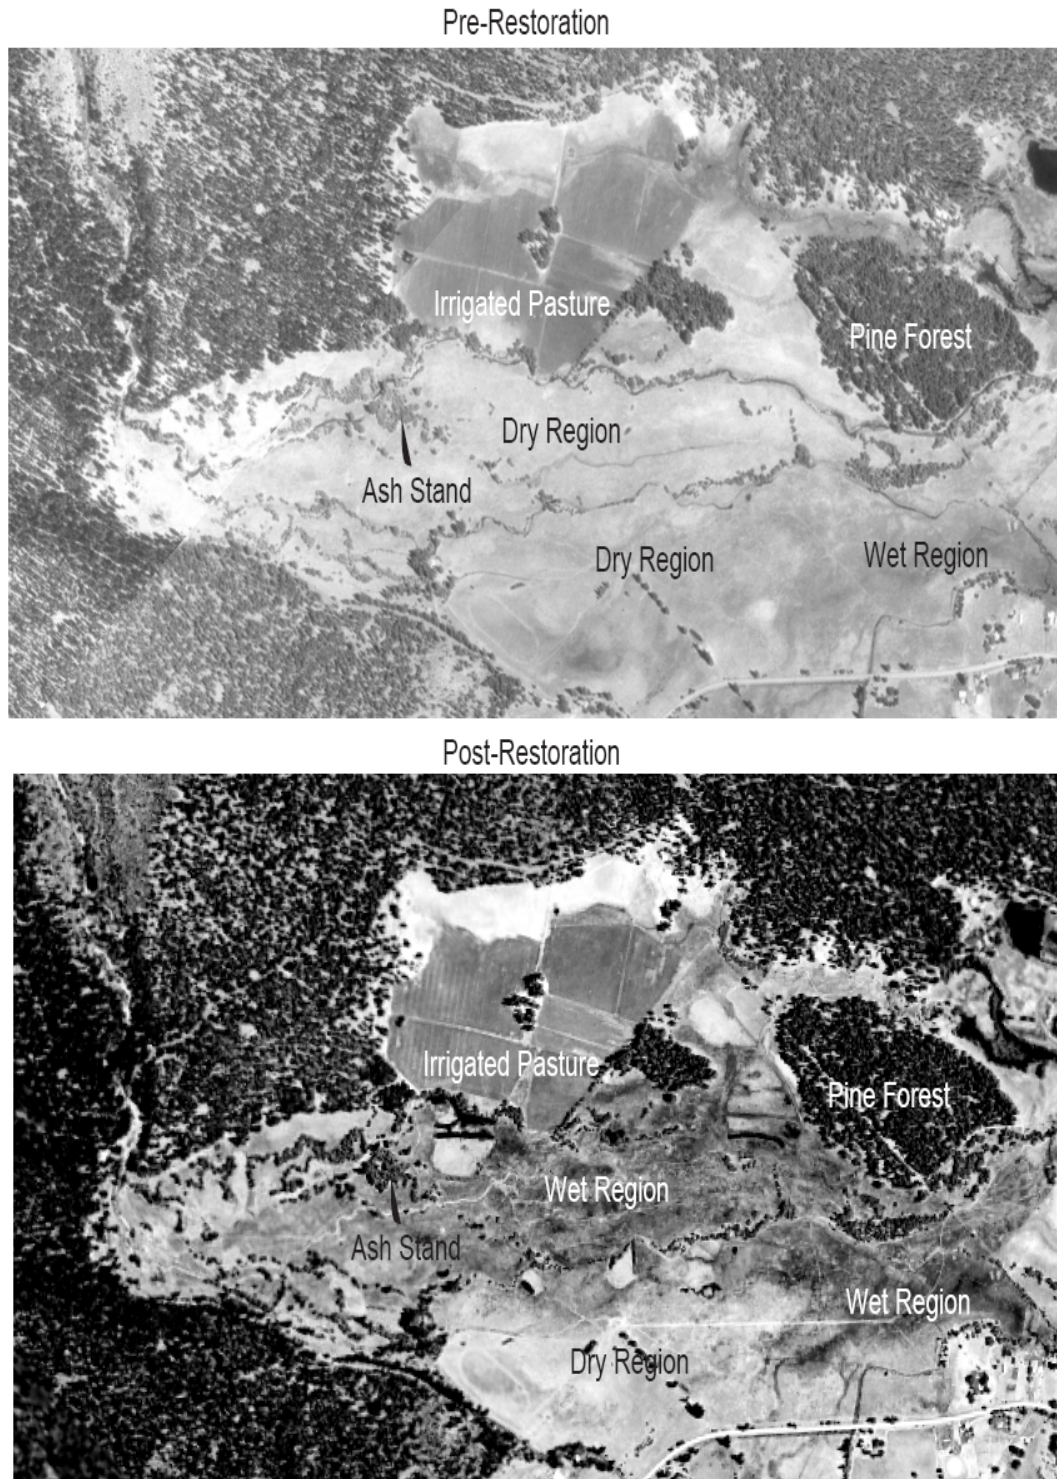 Pre-Restoration
Irrigated Pasture
Pine Forest
Dry Region
Ash Stand
Dry Region
Wet Region
Post-Restoration
Irrigated Pasture
Pine Forest
Wet Region
Ash Stand
Wet Region
Dry Region